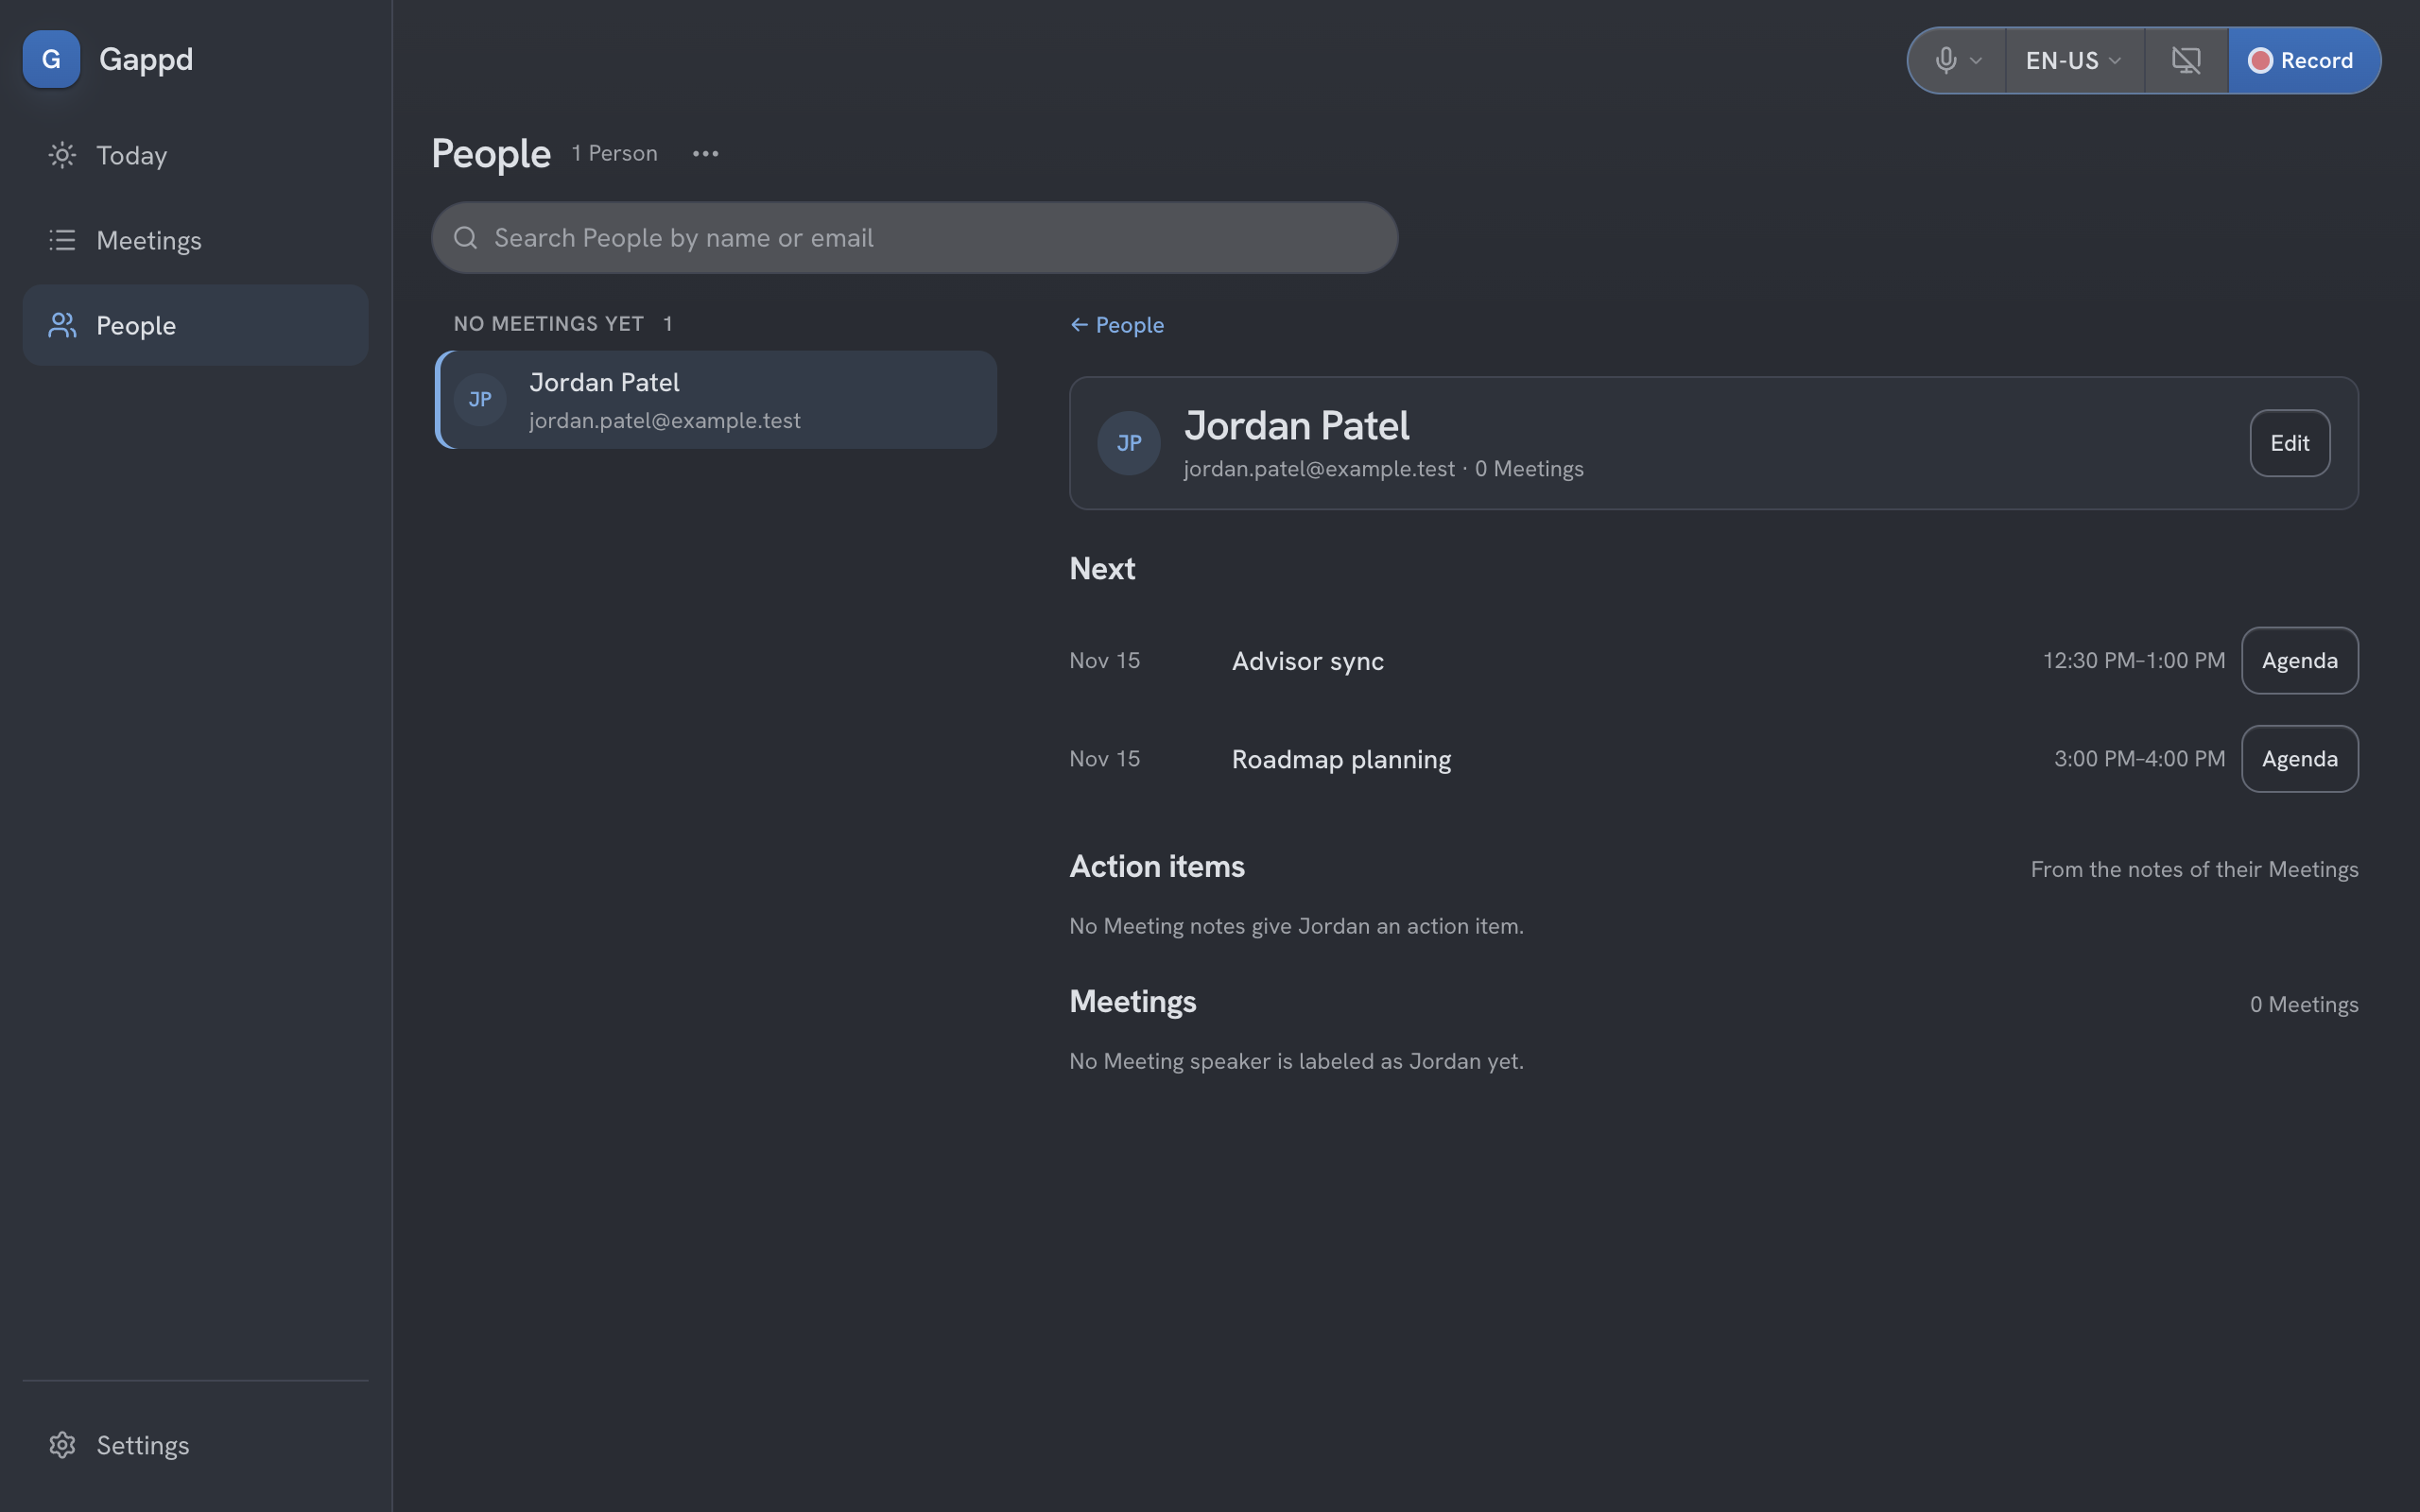 G Gappd
Today
Meetings
People
Settings
EN-US
Record
People 1 Person
Search People by name or email
NO MEETINGS YET 1
JP
Jordan Patel
jordan.patel@example.test
← People
JP
Jordan Patel
jordan.patel@example.test · 0 Meetings
Edit
Next
Nov 15 Advisor sync 12:30 PM–1:00 PM Agenda
Nov 15 Roadmap planning 3:00 PM–4:00 PM Agenda
Action items From the notes of their Meetings
No Meeting notes give Jordan an action item.
Meetings 0 Meetings
No Meeting speaker is labeled as Jordan yet.